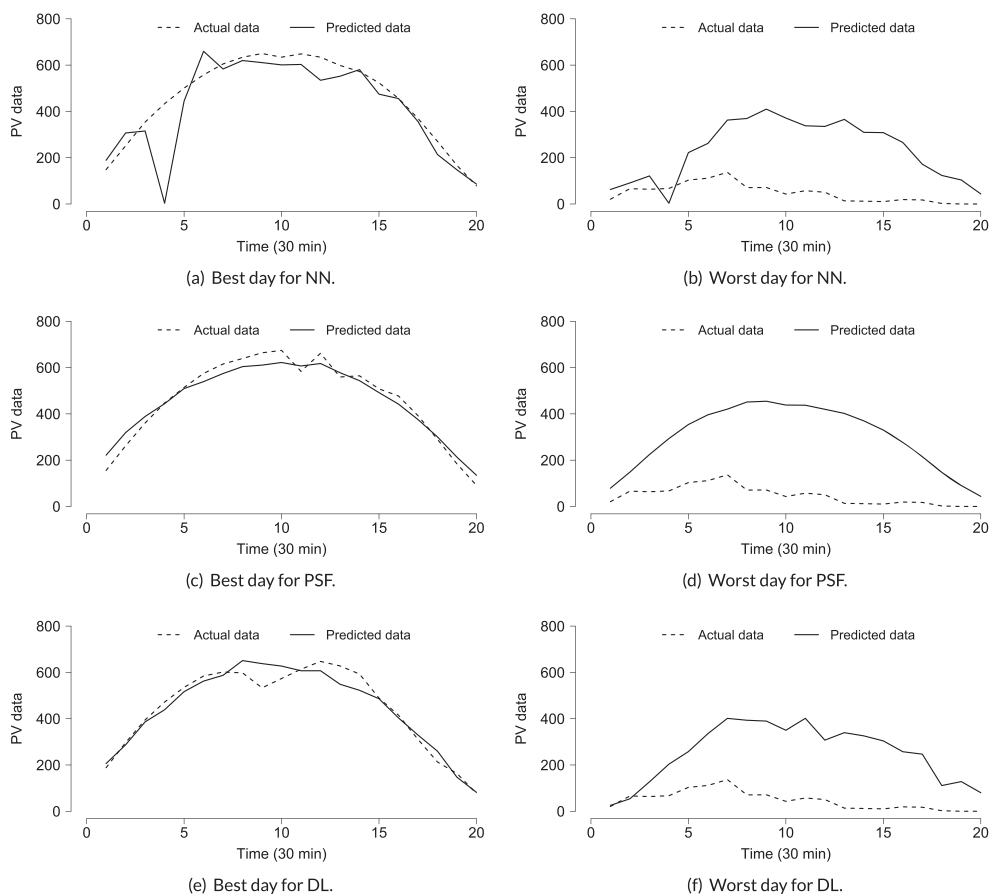 Actual data Predicted data
PV data
800
600
400
200
0
0 5 10 15 20
Time (30 min)
(a) Best day for NN.
Actual data Predicted data
PV data
800
600
400
200
0
0 5 10 15 20
Time (30 min)
(b) Worst day for NN.
Actual data Predicted data
PV data
800
600
400
200
0
0 5 10 15 20
Time (30 min)
(c) Best day for PSF.
Actual data Predicted data
PV data
800
600
400
200
0
0 5 10 15 20
Time (30 min)
(d) Worst day for PSF.
Actual data Predicted data
PV data
800
600
400
200
0
0 5 10 15 20
Time (30 min)
(e) Best day for DL.
Actual data Predicted data
PV data
800
600
400
200
0
0 5 10 15 20
Time (30 min)
(f) Worst day for DL.